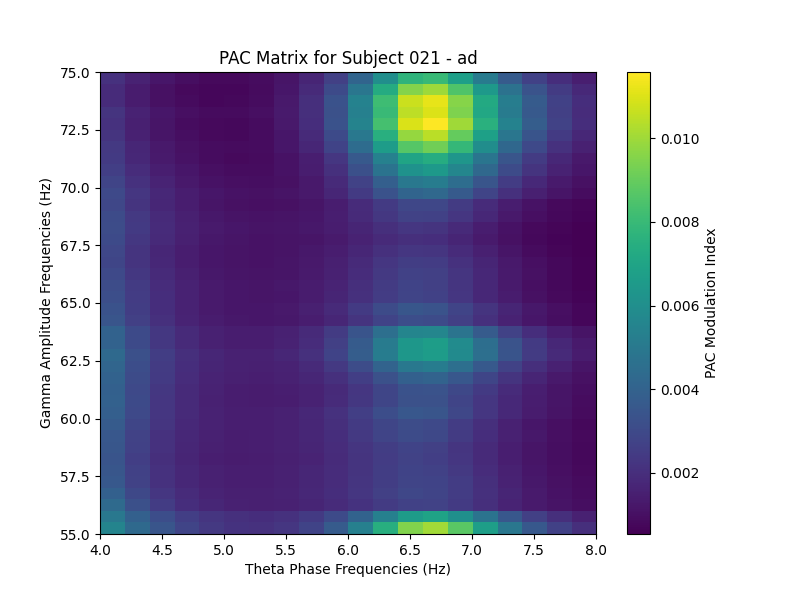 PAC Matrix for Subject 021 - ad
75.0
72.5
70.0
67.5
65.0
62.5
60.0
57.5
55.0
Gamma Amplitude Frequencies (Hz)
4.0 4.5 5.0 5.5 6.0 6.5 7.0 7.5 8.0
Theta Phase Frequencies (Hz)
0.010
0.008
0.006
0.004
0.002
PAC Modulation Index